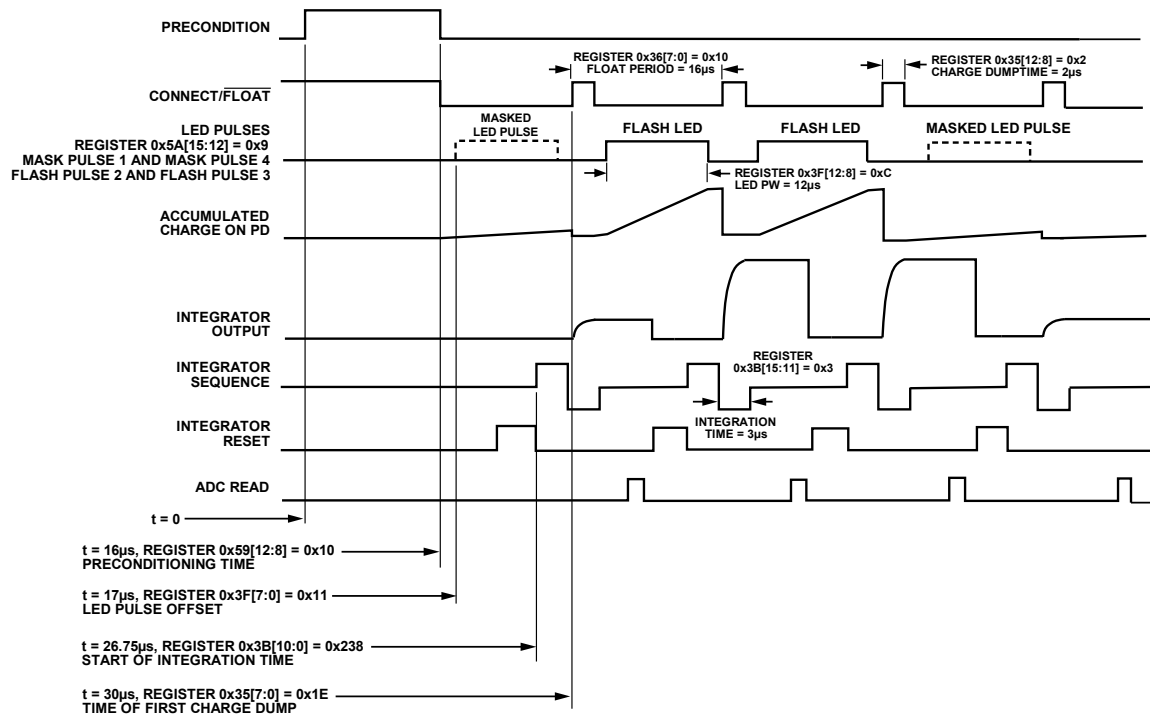 PRECONDITION
REGISTER 0x36[7:0] = 0x10
FLOAT PERIOD = 16µs
REGISTER 0x35[12:8] = 0x2
CHARGE DUMPTIME = 2µs
CONNECT/FLOAT
LED PULSES
REGISTER 0x5A[15:12] = 0x9
MASK PULSE 1 AND MASK PULSE 4
FLASH PULSE 2 AND FLASH PULSE 3
MASKED
LED PULSE
FLASH LED
FLASH LED
MASKED LED PULSE
REGISTER 0x3F[12:8] = 0xC
LED PW = 12µs
ACCUMULATED
CHARGE ON PD
INTEGRATOR
OUTPUT
INTEGRATOR
SEQUENCE
REGISTER
0x3B[15:11] = 0x3
INTEGRATION
TIME = 3µs
INTEGRATOR
RESET
ADC READ
t = 0
t = 16µs, REGISTER 0x59[12:8] = 0x10
PRECONDITIONING TIME
t = 17µs, REGISTER 0x3F[7:0] = 0x11
LED PULSE OFFSET
t = 26.75µs, REGISTER 0x3B[10:0] = 0x238
START OF INTEGRATION TIME
t = 30µs, REGISTER 0x35[7:0] = 0x1E
TIME OF FIRST CHARGE DUMP